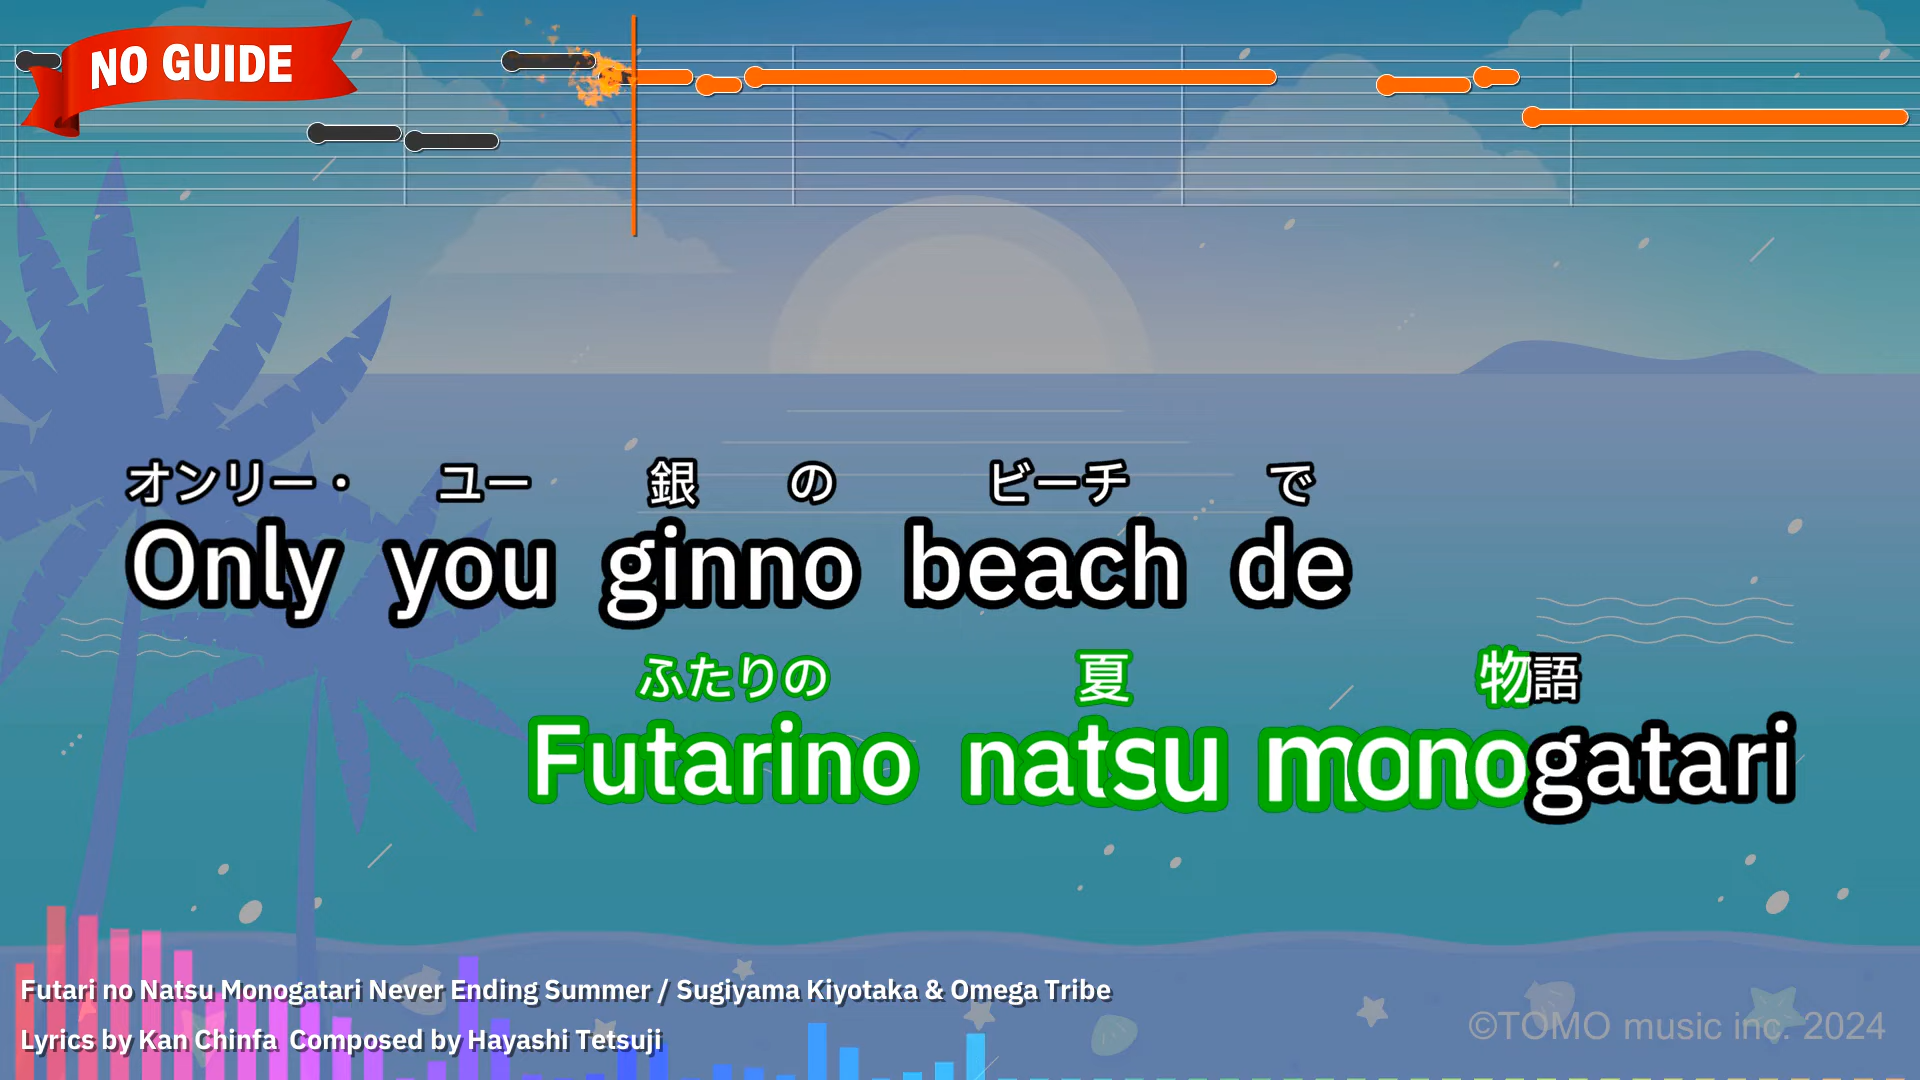 NO GUIDE
オンリー・ ユー 銀 の ビーチ で
Only you ginno beach de
ふたりの 夏 物語
Futarino natsu monogatari
Futari no Natsu Monogatari Never Ending Summer / Sugiyama Kiyotaka & Omega Tribe
Lyrics by Kan Chinfa Composed by Hayashi Tetsuji
©TOMO music inc. 2024